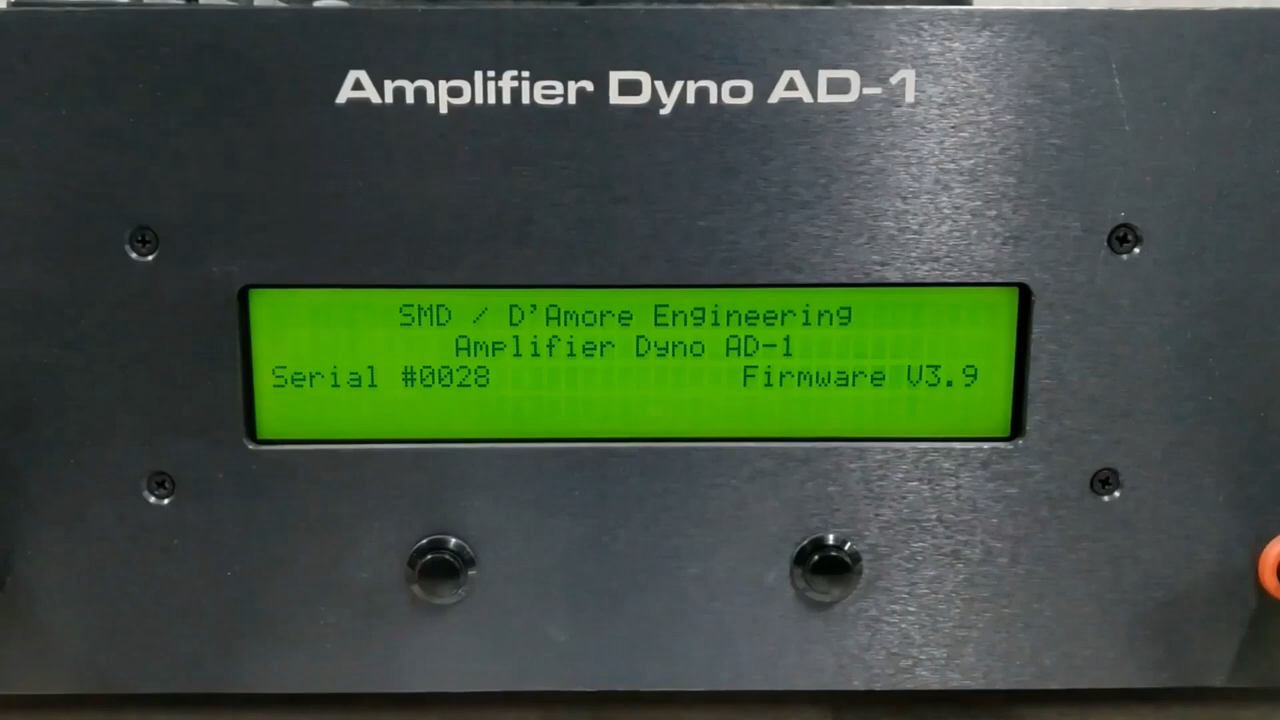 Amplifier Dyno AD-1
SMD / D'Amore Engineering
Amplifier Dyno AD-1
Serial #0028 Firmware V3.9